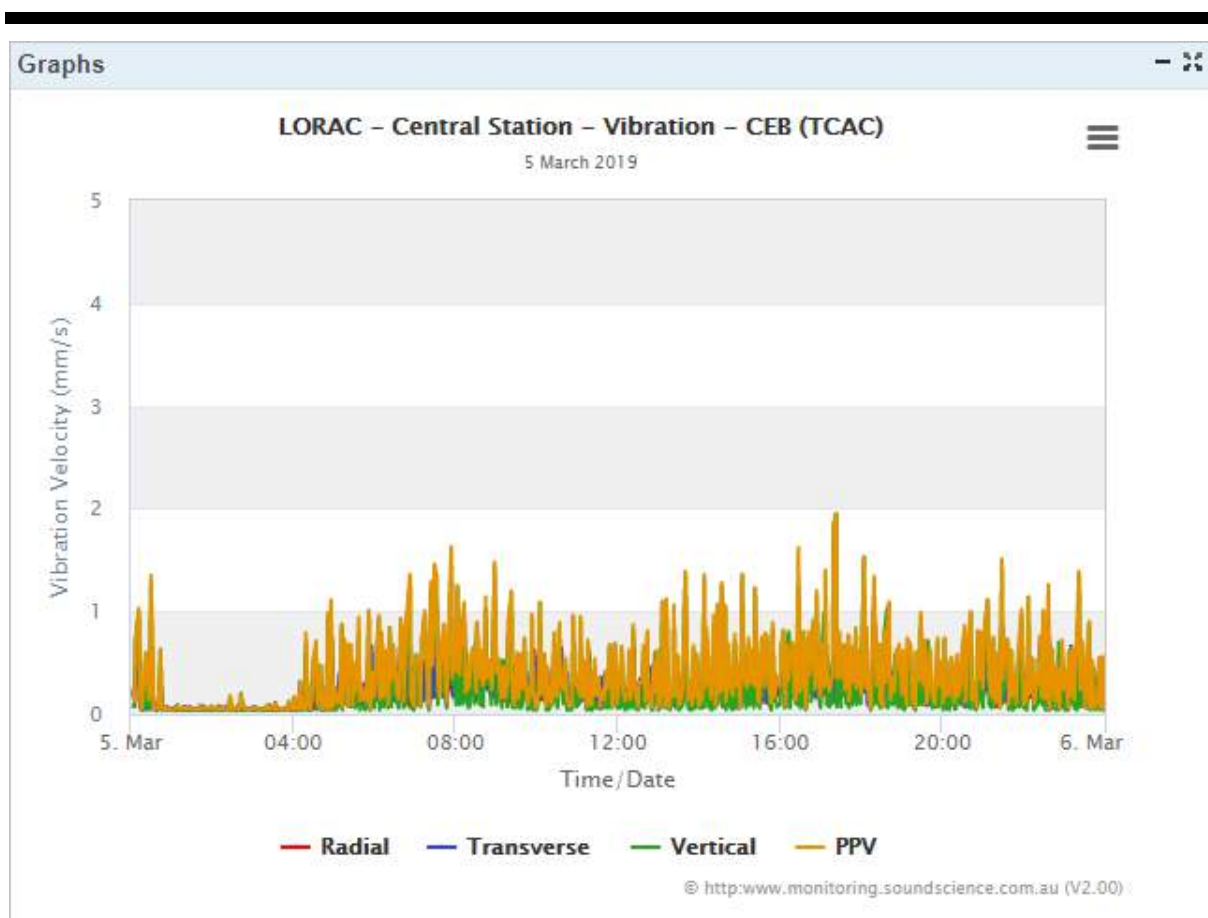 Graphs
LORAC – Central Station – Vibration – CEB (TCAC)
5 March 2019
Vibration Velocity (mm/s)
5
4
3
2
1
0
5. Mar 04:00 08:00 12:00 16:00 20:00 6. Mar
Time/Date
Radial Transverse Vertical PPV
© http:www.monitoring.soundscience.com.au (V2.00)